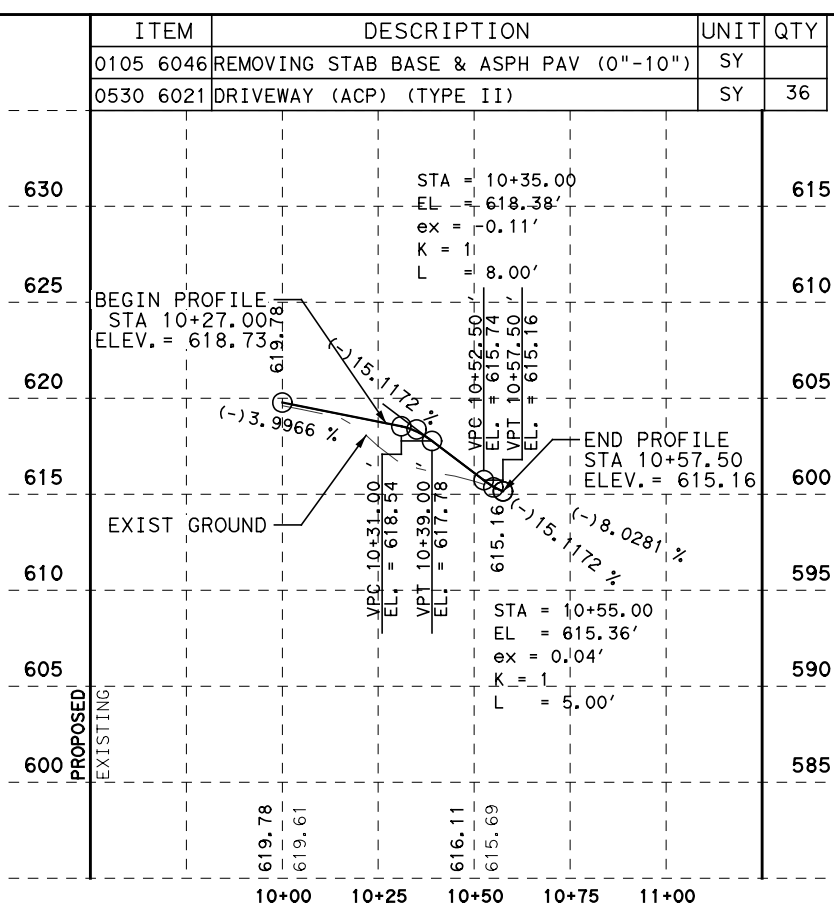 ITEM DESCRIPTION UNIT QTY
0105 6046 REMOVING STAB BASE & ASPH PAV (0"-10") SY
0530 6021 DRIVEWAY (ACP) (TYPE II) SY 36
630
625
620
615
610
605
600
615
610
605
600
595
590
585
STA = 10+35.00
EL = 618.38'
ex = -0.11'
K = 1
L = 8.00'
BEGIN PROFILE
STA 10+27.00
ELEV.= 618.73
619.78
(-)3.9966 %
(-)15.1172 %
VPC 10+52.50 '
EL. = 615.74
VPT 10+57.50 '
EL. = 615.16
END PROFILE
STA 10+57.50
ELEV.= 615.16
EXIST GROUND
VPC 10+31.00 '
EL. = 618.54
VPT 10+39.00 "
EL. = 617.78
615.16
(-)15.1172 %
(-)8.0281 %
STA = 10+55.00
EL = 615.36'
ex = 0.04'
K = 1
L = 5.00'
PROPOSED
EXISTING
619.78
619.61
616.11
615.69
10+00 10+25 10+50 10+75 11+00